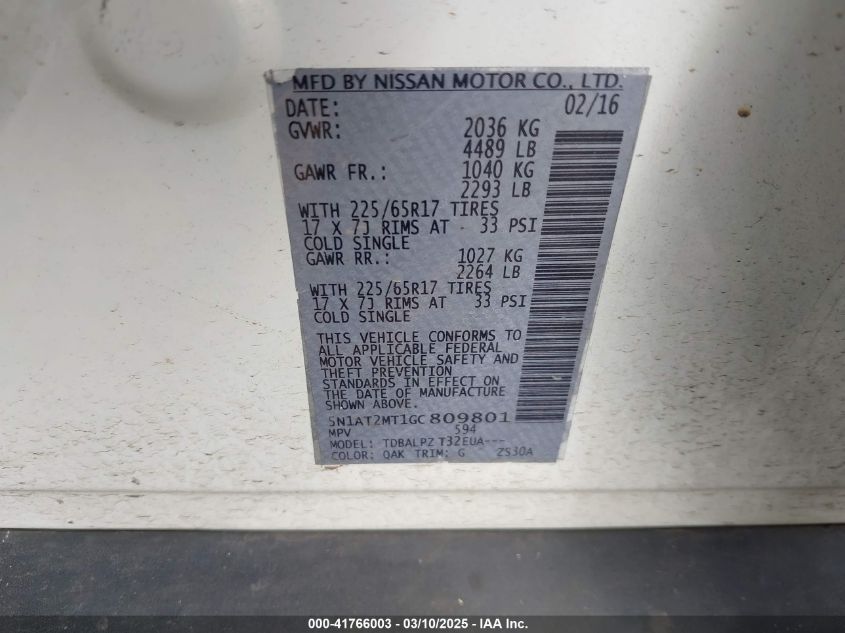 MFD BY NISSAN MOTOR CO., LTD.
DATE: 02/16
GVWR: 2036 KG
4489 LB
GAWR FR.: 1040 KG
2293 LB
WITH 225/65R17 TIRES
17 X 7J RIMS AT 33 PSI
COLD SINGLE
GAWR RR.: 1027 KG
2264 LB
WITH 225/65R17 TIRES
17 X 7J RIMS AT 33 PSI
COLD SINGLE
THIS VEHICLE CONFORMS TO
ALL APPLICABLE FEDERAL
MOTOR VEHICLE SAFETY AND
THEFT PREVENTION
STANDARDS IN EFFECT ON
THE DATE OF MANUFACTURE
SHOWN ABOVE.
5N1AT2MT1GC809801
MPV 594
MODEL: TDBALPZ T32EUA---
COLOR: QAK TRIM: G ZS30A
000-41766003 - 03/10/2025 - IAA Inc.